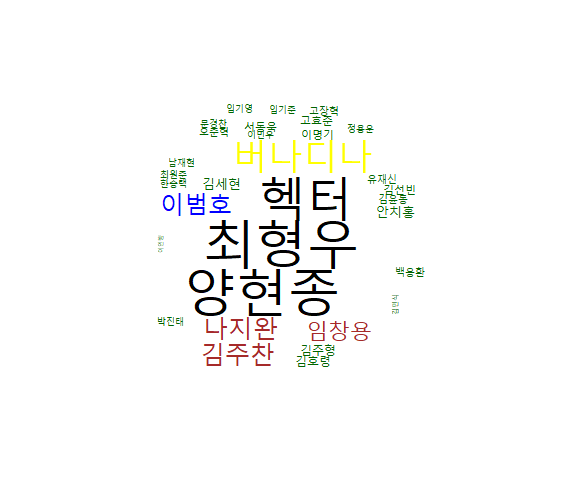 임기영 임기준 고장혁
문경찬 서동욱 고효준 정용운
오준혁 이인우 이명기
버나디나
남재현
최원준 유재신
한승택 김세현 헥터 김선빈
이범호 김윤동
안치홍
최형우
백용환
양현종
박진태 나지완 임창용
김주찬 김주형
김호령